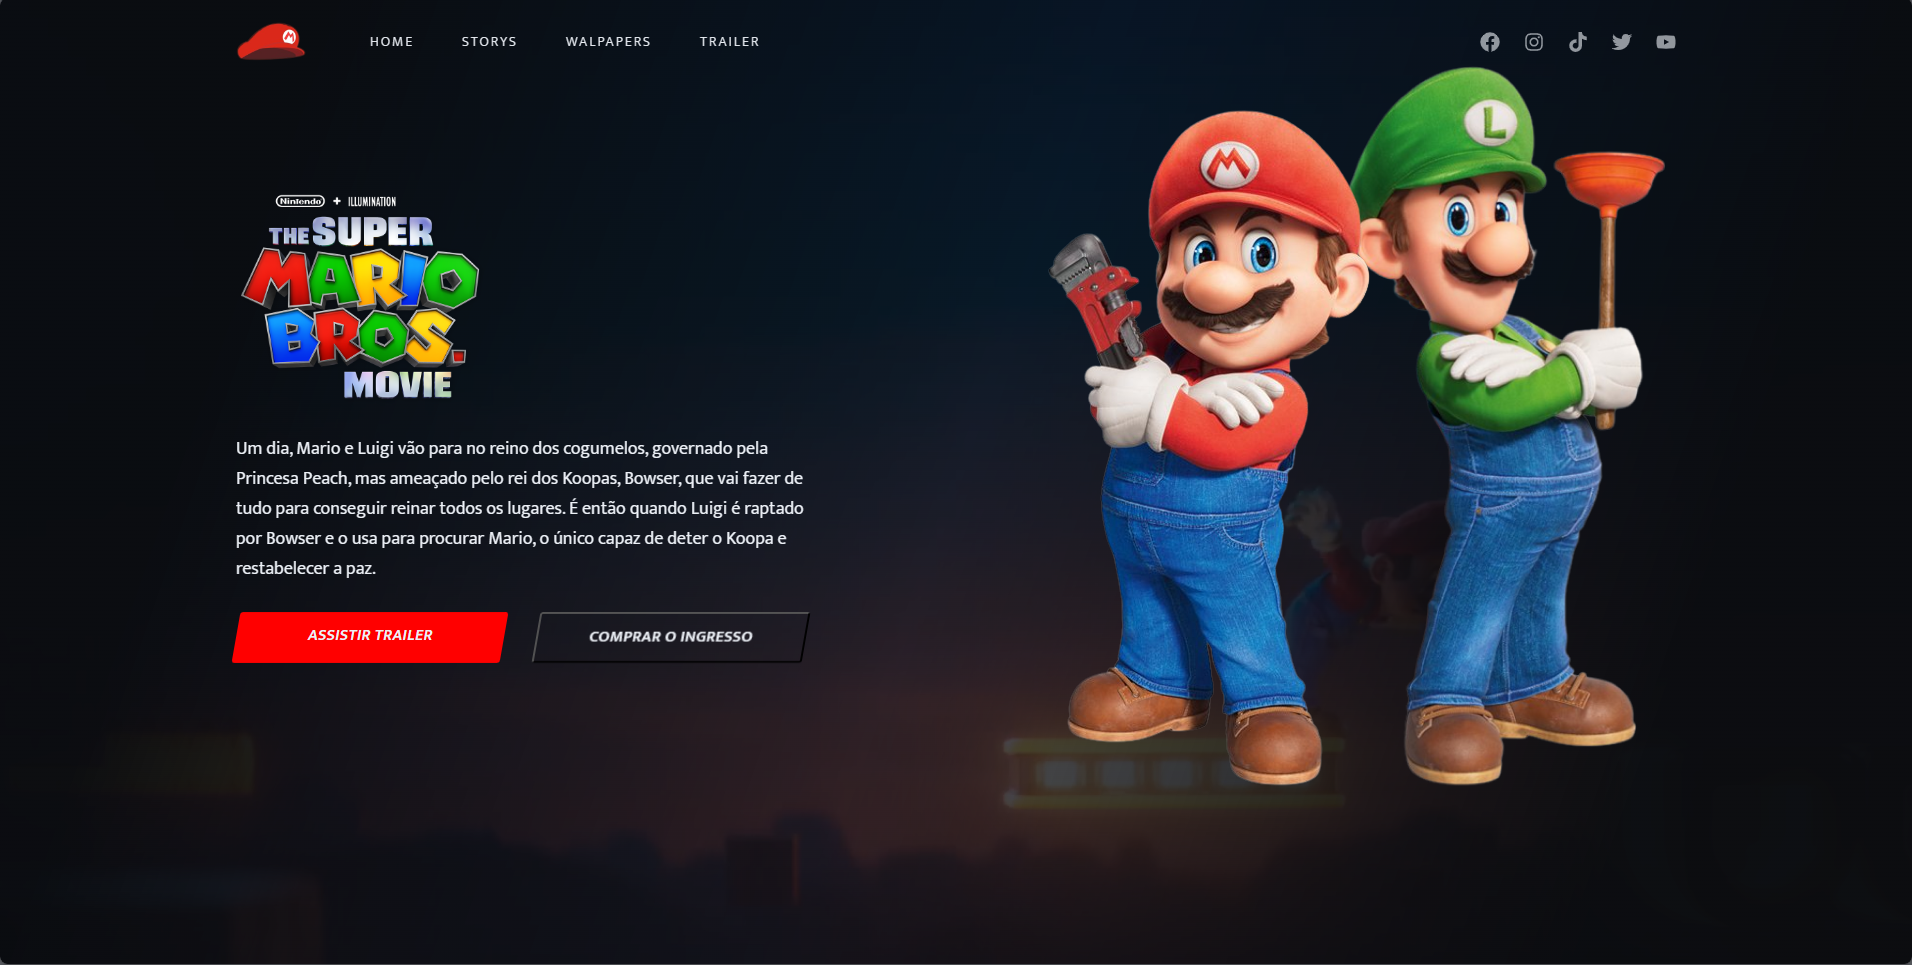 M
HOME
STORYS
WALPAPERS
TRAILER
L
M
Nintendo + ILLUMINATION
THE SUPER
MARIO
BROS.
MOVIE
Um dia, Mario e Luigi vão para no reino dos cogumelos, governado pela
Princesa Peach, mas ameaçado pelo rei dos Koopas, Bowser, que vai fazer de
tudo para conseguir reinar todos os lugares. É então quando Luigi é raptado
por Bowser e o usa para procurar Mario, o único capaz de deter o Koopa e
restabelecer a paz.
ASSISTIR TRAILER
COMPRAR O INGRESSO